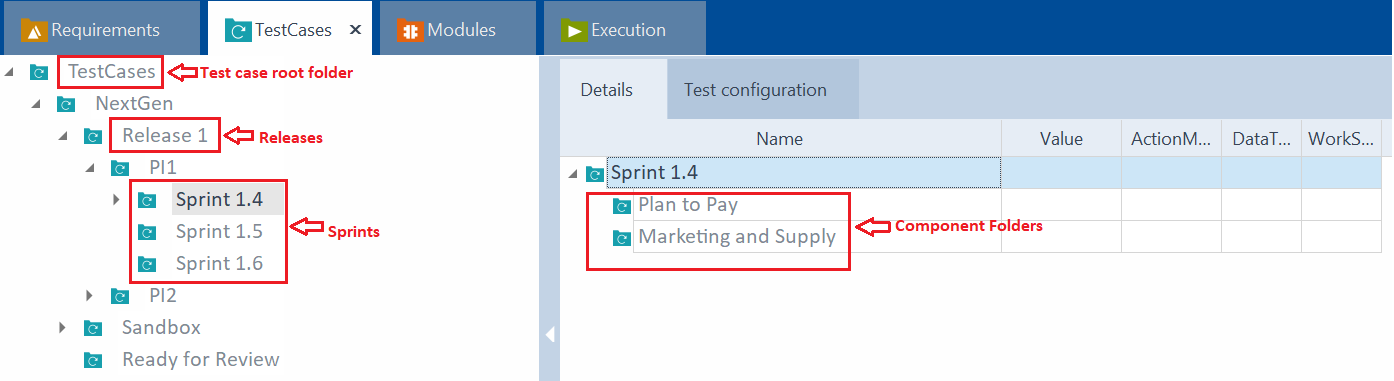 Requirements
TestCases ×
Modules
Execution
TestCases
Test case root folder
NextGen
Release 1
Releases
PI1
Sprint 1.4
Sprint 1.5
Sprint 1.6
Sprints
PI2
Sandbox
Ready for Review
Details
Test configuration
Name Value ActionM... DataT... WorkS...
Sprint 1.4
Plan to Pay
Marketing and Supply
Component Folders